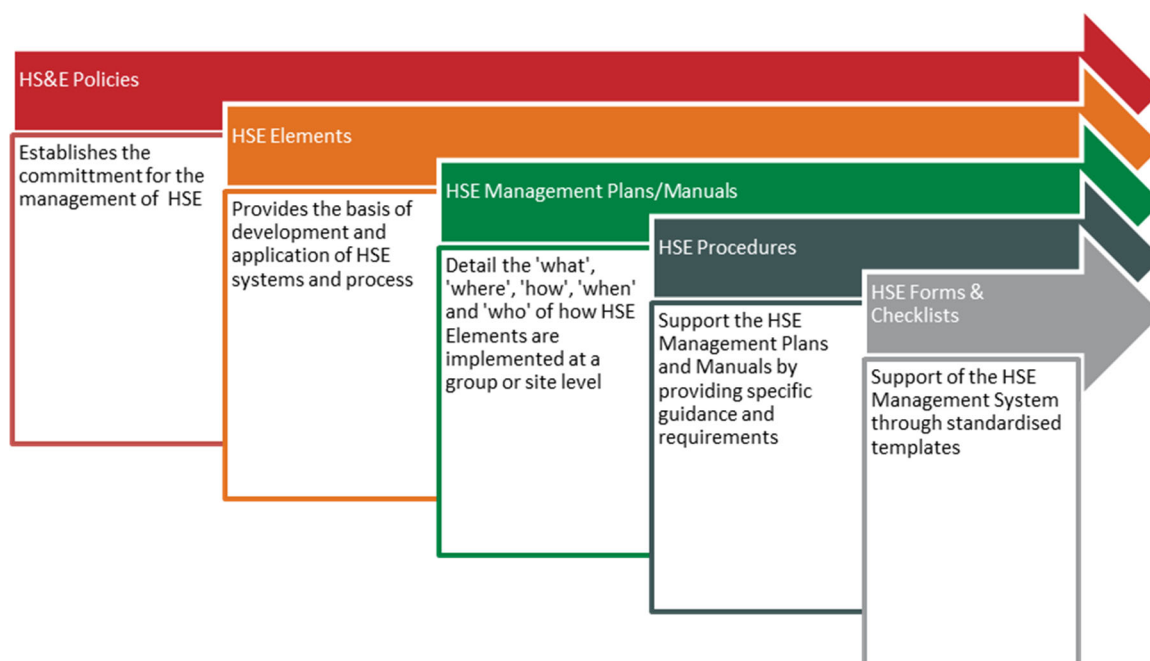 HS&E Policies
Establishes the
committment for the
management of HSE
HSE Elements
Provides the basis of
development and
application of HSE
systems and process
HSE Management Plans/Manuals
Detail the 'what',
'where', 'how', 'when'
and 'who' of how HSE
Elements are
implemented at a
group or site level
HSE Procedures
Support the HSE
Management Plans
and Manuals by
providing specific
guidance and
requirements
HSE Forms &
Checklists
Support of the HSE
Management System
through standardised
templates